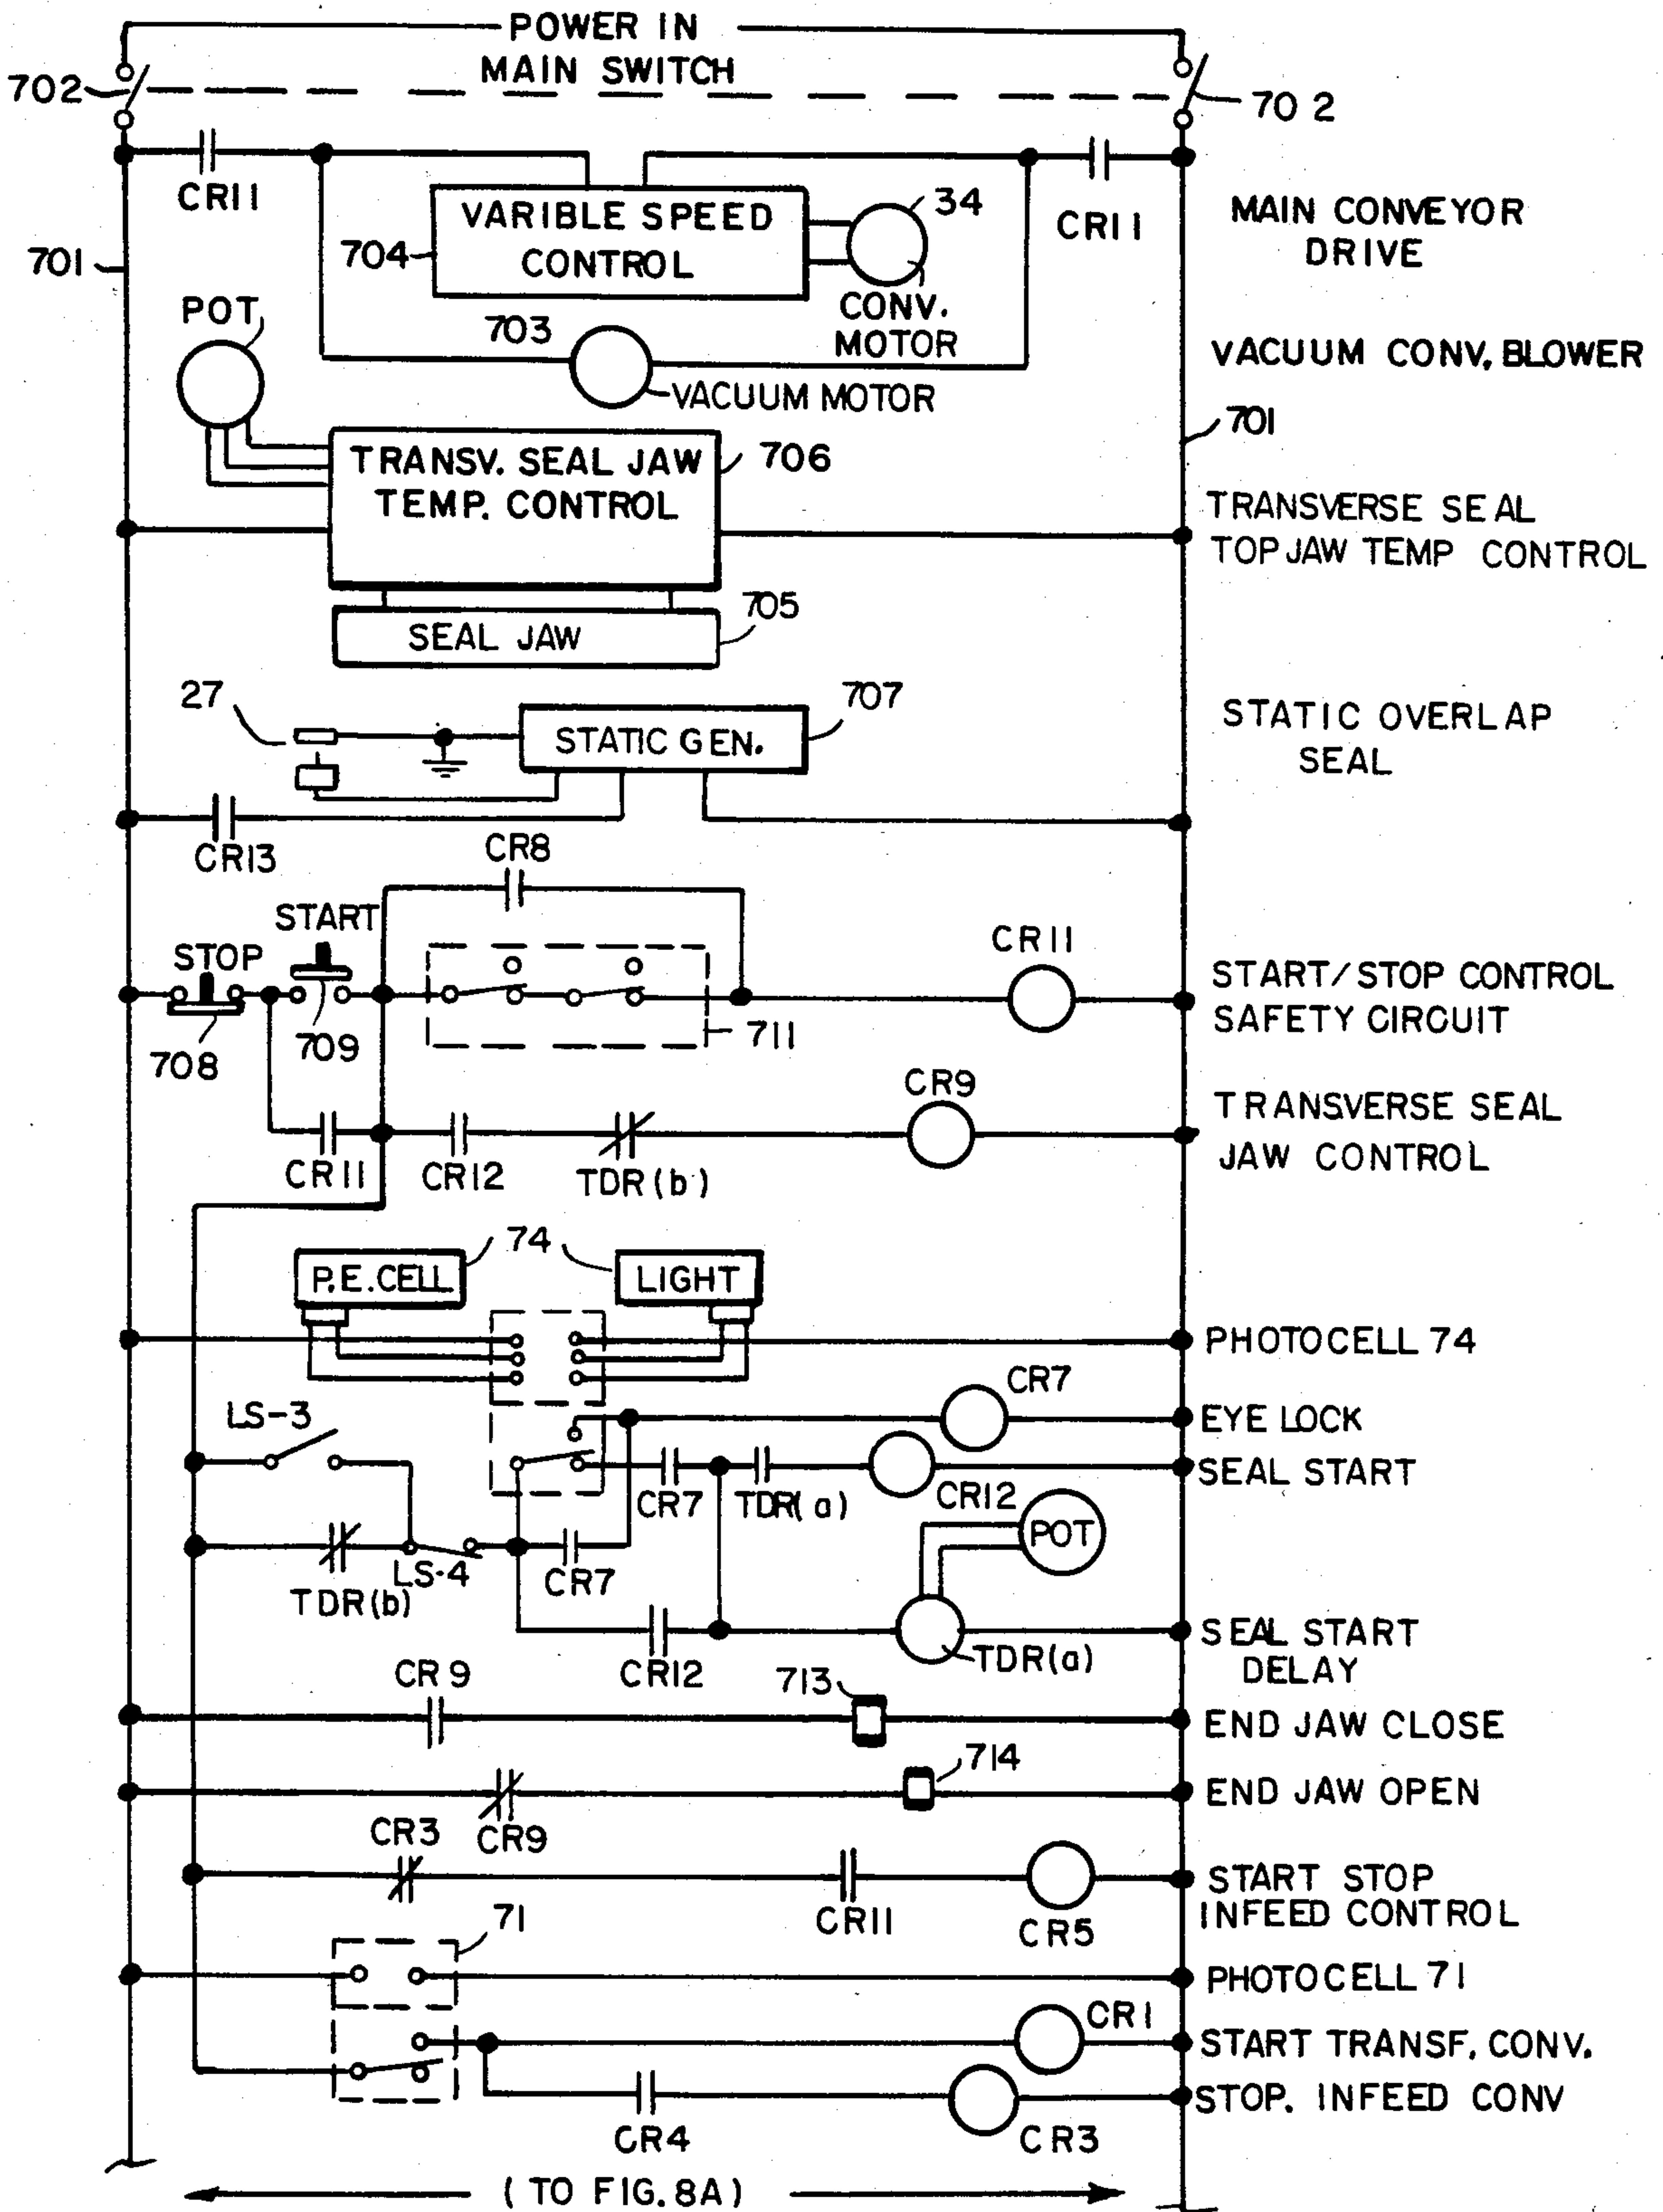 POWER IN
MAIN SWITCH
702
702
CR11
CR11
VARIBLE SPEED
CONTROL
704
34
CONV.
MOTOR
MAIN CONVEYOR
DRIVE
701
POT
703
VACUUM MOTOR
VACUUM CONV, BLOWER
701
TRANSV. SEAL JAW
TEMP. CONTROL
706
TRANSVERSE SEAL
TOP JAW TEMP CONTROL
SEAL JAW
705
27
STATIC GEN.
707
STATIC OVERLAP
SEAL
CR13
CR8
START
STOP
CR11
START/STOP CONTROL
SAFETY CIRCUIT
708
709
711
CR9
TRANSVERSE SEAL
JAW CONTROL
CR11
CR12
TDR(b)
P.E.CELL
74
LIGHT
PHOTOCELL 74
CR7
EYE LOCK
LS-3
SEAL START
CR7
TDR(a)
CR12
POT
LS-4
TDR(b)
CR7
SEAL START
DELAY
CR12
TDR(a)
CR9
713
END JAW CLOSE
714
END JAW OPEN
CR3
CR9
START STOP
INFEED CONTROL
CR11
CR5
71
PHOTOCELL 71
CR1
START TRANSF. CONV.
STOP. INFEED CONV
CR4
CR3
(TO FIG. 8A)